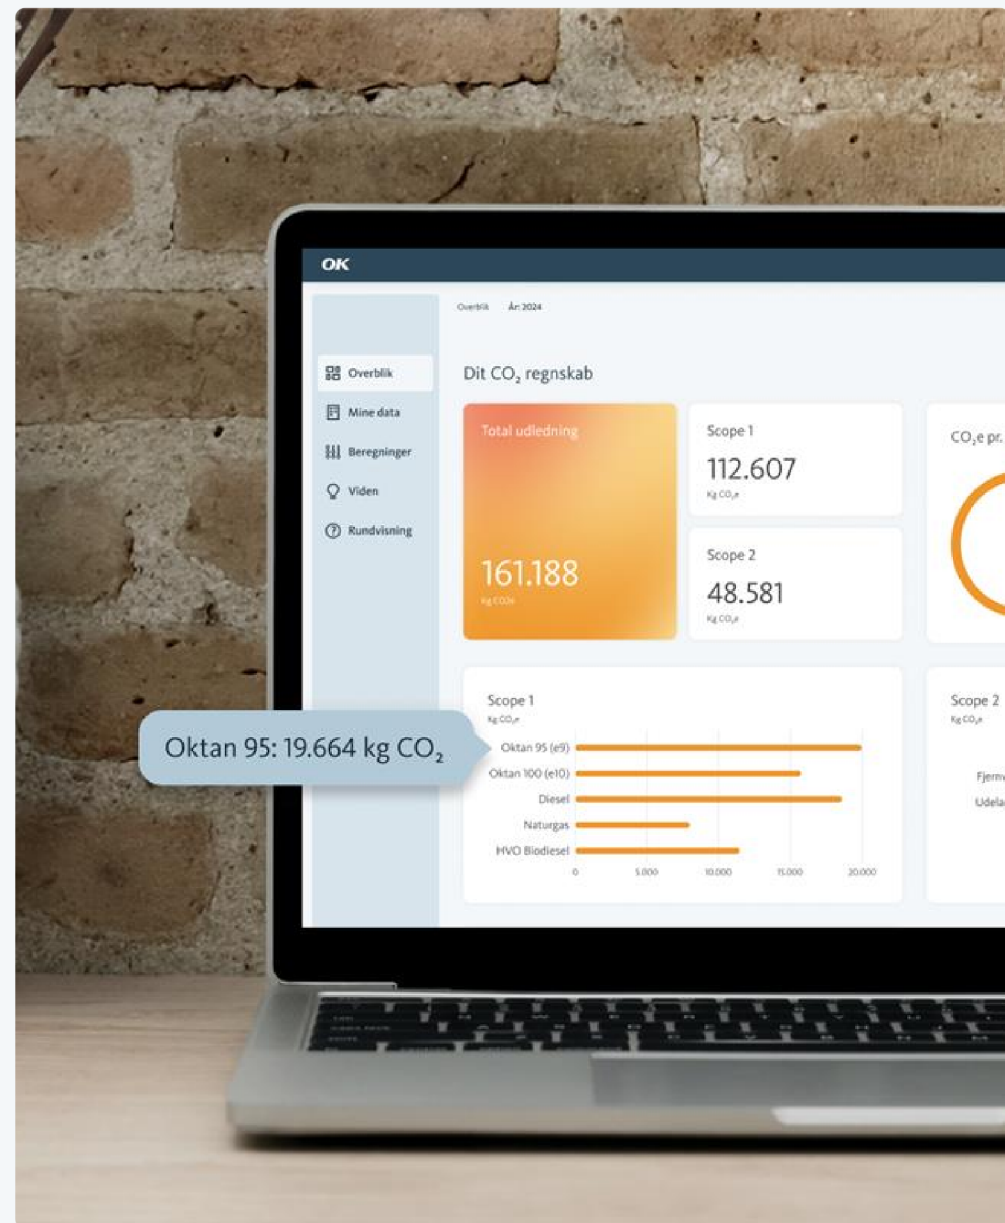 OK
Overblik År: 2024
Overblik
Mine data
Beregninger
Viden
Rundvisning
Dit CO₂ regnskab
Total udledning
161.188
Kg CO2e
Scope 1
112.607
Kg CO₂e
Scope 2
48.581
Kg CO₂e
CO₂e pr.
Scope 1
Kg CO₂e
Oktan 95: 19.664 kg CO₂
Oktan 95 (e9)
Oktan 100 (e10)
Diesel
Naturgas
HVO Biodiesel
0 5.000 10.000 15.000 20.000
Scope 2
Kg CO₂e